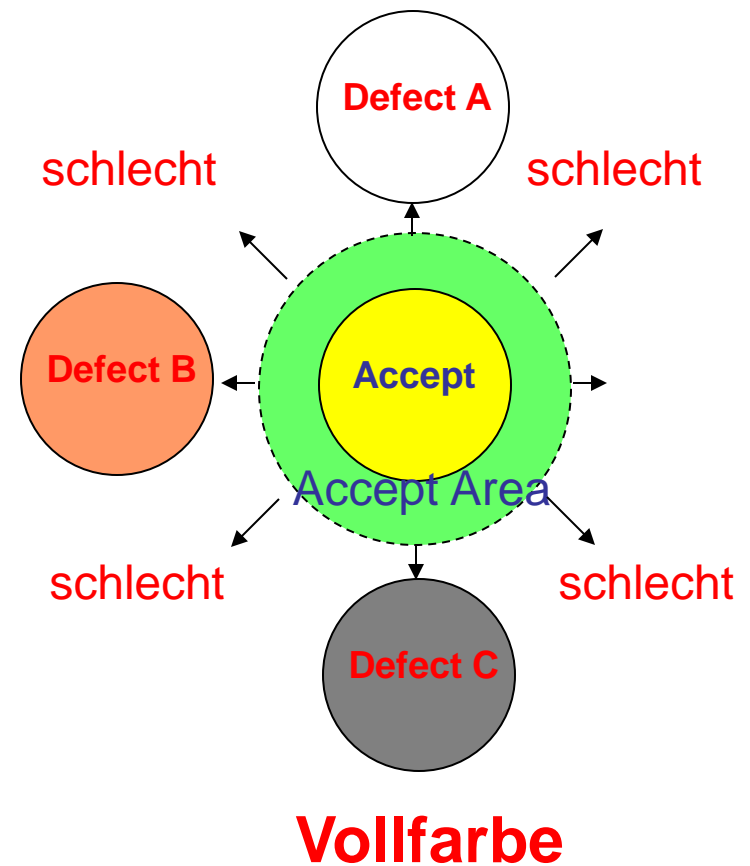 Defect A
schlecht
schlecht
Defect B
Accept
Accept Area
schlecht
schlecht
Defect C
Vollfarbe